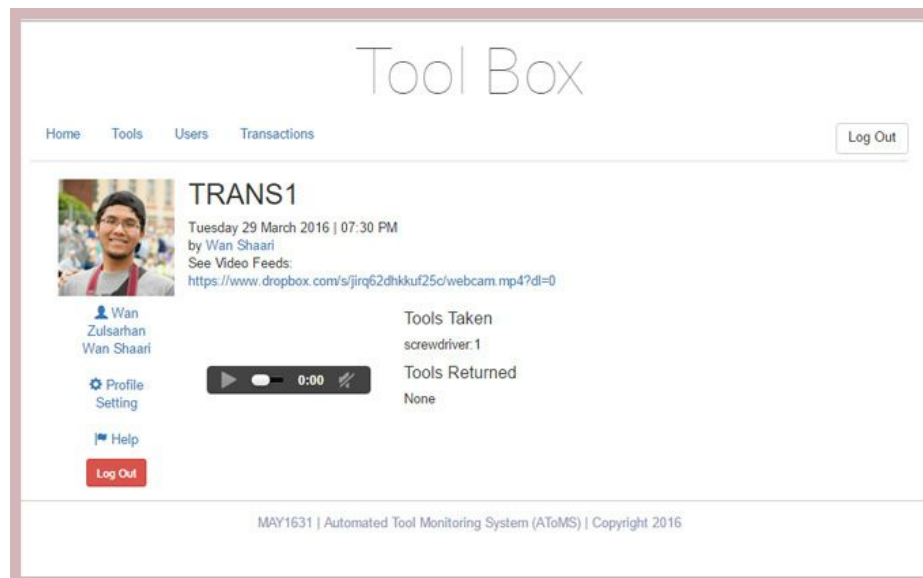 Tool Box
Home Tools Users Transactions Log Out
TRANS1
Tuesday 29 March 2016 | 07:30 PM
by Wan Shaari
See Video Feeds:
https://www.dropbox.com/s/jirq62dhkkuf25c/webcam.mp4?dl=0
Wan
Zulsarhan
Wan Shaari
Profile
Setting
Help
Log Out
0:00
Tools Taken
screwdriver:1
Tools Returned
None
MAY1631 | Automated Tool Monitoring System (AToMS) | Copyright 2016